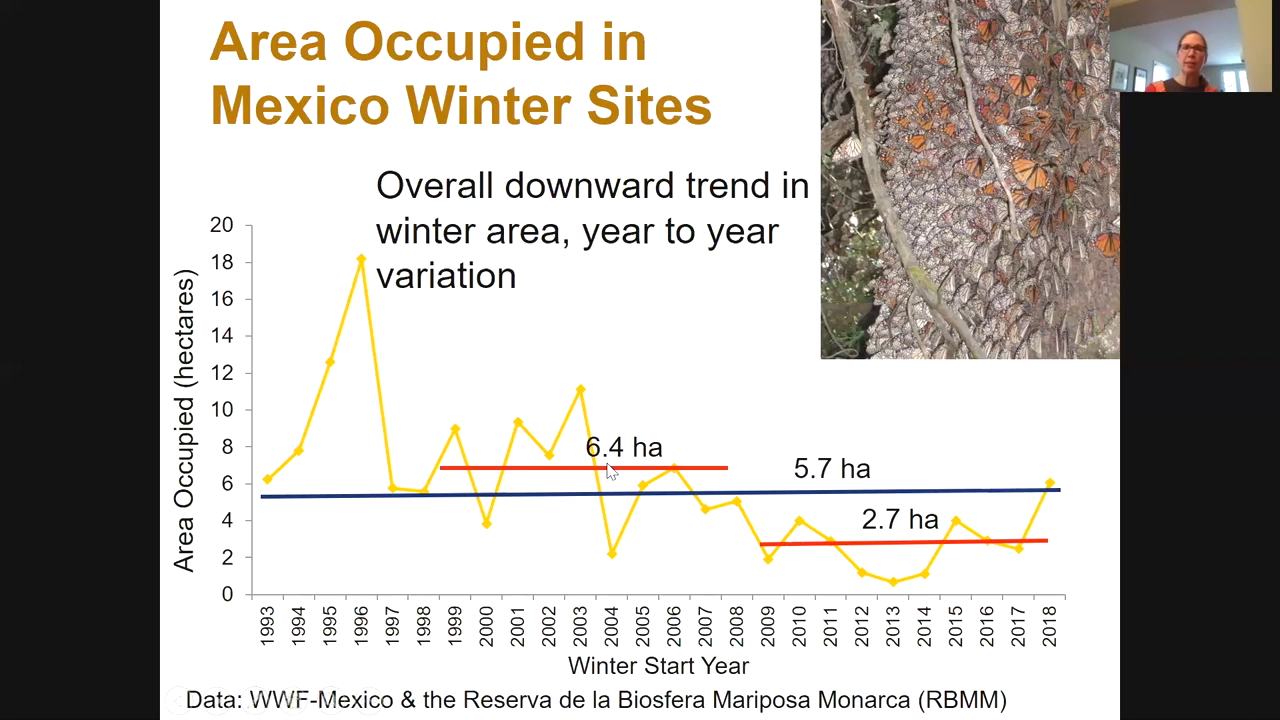 Area Occupied in
Mexico Winter Sites
Overall downward trend in
winter area, year to year
variation
Area Occupied (hectares)
20
18
16
14
12
10
8
6
4
2
0
6.4 ha
5.7 ha
2.7 ha
1993 1994 1995 1996 1997 1998 1999 2000 2001 2002 2003 2004 2005 2006 2007 2008 2009 2010 2011 2012 2013 2014 2015 2016 2017 2018
Winter Start Year
Data: WWF-Mexico & the Reserva de la Biosfera Mariposa Monarca (RBMM)